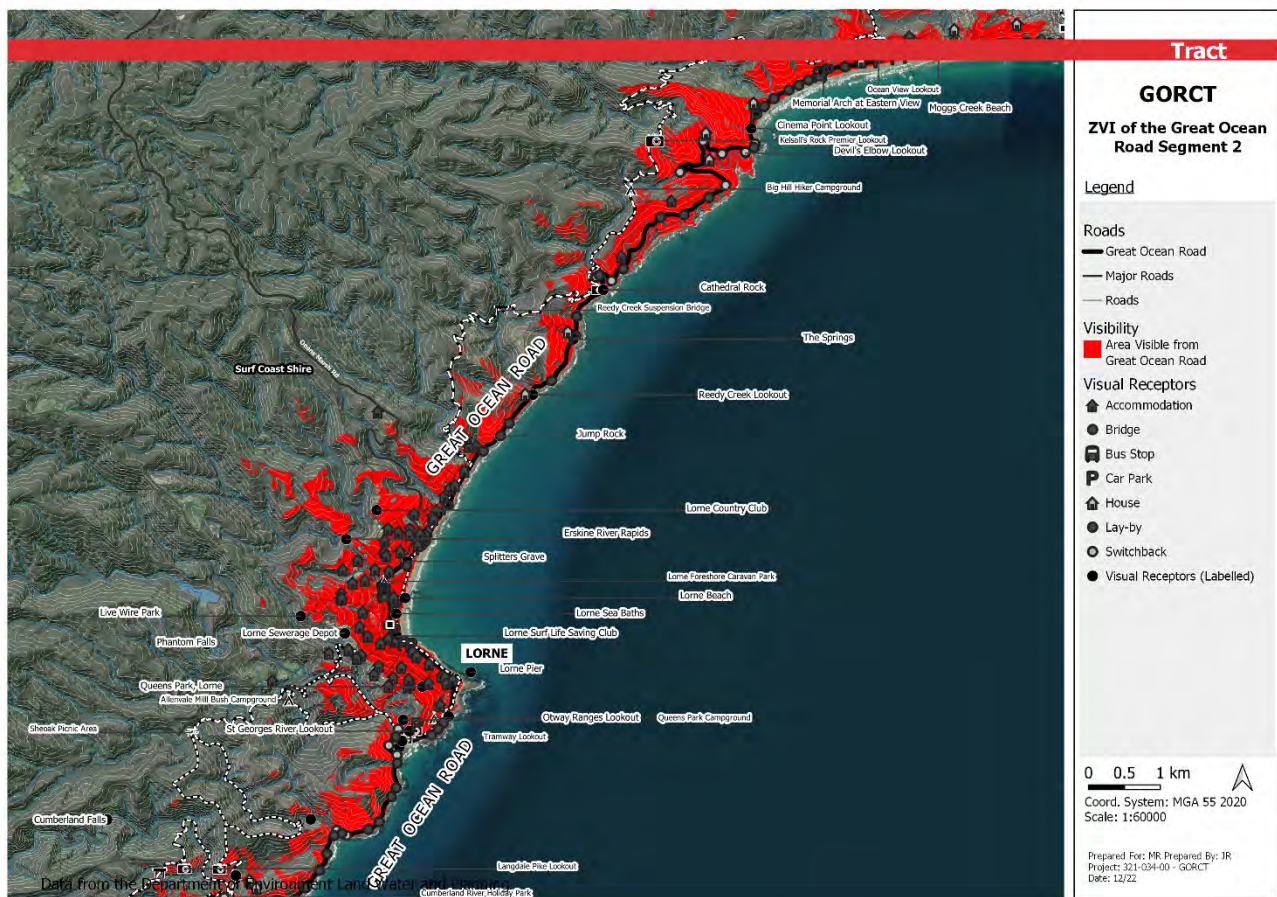 Tract
GORCT
ZVI of the Great Ocean
Road Segment 2
Legend
Roads
Great Ocean Road
Major Roads
Roads
Visibility
Area Visible from
Great Ocean Road
Visual Receptors
Accommodation
Bridge
Bus Stop
Car Park
House
Lay-by
Switchback
Visual Receptors (Labelled)
0 0.5 1 km
Coord. System: MGA 55 2020
Scale: 1:60000
Prepared For: MR Prepared By: JR
Project: 321-034-00 - GORCT
Date: 12/22
Ocean View Lookout
Memorial Arch at Eastern View
Moggs Creek Beach
Cinema Point Lookout
Kelsall's Rock Premier Lookout
Devil's Elbow Lookout
Big Hill Hiker Campground
Cathedral Rock
Reedy Creek Suspension Bridge
The Springs
Deans Marsh Rd
Surf Coast Shire
GREAT OCEAN ROAD
Reedy Creek Lookout
Jump Rock
Lorne Country Club
Erskine River Rapids
Splitters Grave
Lorne Foreshore Caravan Park
Lorne Beach
Live Wire Park
Lorne Sea Baths
Lorne Sewerage Depot
Lorne Surf Life Saving Club
Phantom Falls
LORNE
Lorne Pier
Queens Park, Lorne
Allenvale Mill Bush Campground
Otway Ranges Lookout
Queens Park Campground
Sheoak Picnic Area
St Georges River Lookout
Tramway Lookout
GREAT OCEAN ROAD
Cumberland Falls
Langdale Pike Lookout
Data from the Department of Environment Land Water and Planning
Cumberland River Holiday Park